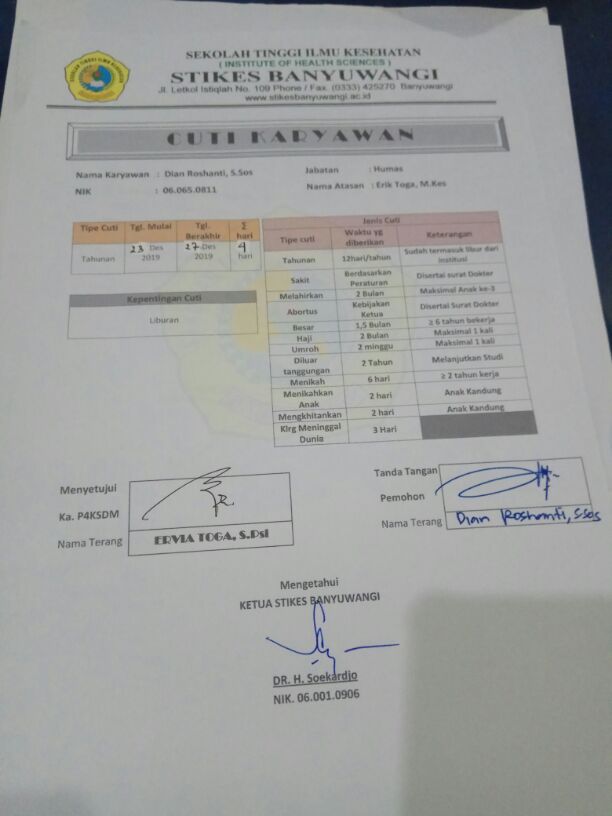 SEKOLAH TINGGI ILMU KESEHATAN
( INSTITUTE OF HEALTH SCIENCES )
STIKES BANYUWANGI
Jl. Letkol Istiqlah No. 109 Phone / Fax. (0333) 425270 Banyuwangi
www.stikesbanyuwangi.ac.id
CUTI KARYAWAN
Nama Karyawan : Dian Roshanti, S.Sos
NIK : 06.065.0811
Jabatan : Humas
Nama Atasan : Erik Toga, M.Kes
Tipe Cuti Tgl. Mulai Tgl. Berakhir Σ hari
Tahunan 23 Des 2019 27 Des 2019 4 hari
Kepentingan Cuti
Liburan
Jenis Cuti
Tipe cuti Waktu yg diberikan Keterangan
Tahunan 12hari/tahun Sudah termasuk libur dari institusi
Sakit Berdasarkan Peraturan Disertai surat Dokter
Melahirkan 2 Bulan Maksimal Anak ke-3
Abortus Kebijakan Ketua Disertai Surat Dokter
Besar 1,5 Bulan ≥ 6 tahun bekerja
Haji 2 Bulan Maksimal 1 kali
Umroh 2 minggu Maksimal 1 kali
Diluar tanggungan 2 Tahun Melanjutkan Studi
Menikah 6 hari ≥ 2 tahun kerja
Menikahkan Anak 2 hari Anak Kandung
Mengkhitankan 2 hari Anak Kandung
Klrg Meninggal Dunia 3 Hari
Menyetujui
Ka. P4KSDM
Nama Terang ERVIA TOGA, S.Psi
Tanda Tangan
Pemohon
Nama Terang Dian Roshanti, S.Sos
Mengetahui
KETUA STIKES BANYUWANGI
DR. H. Soekardjo
NIK. 06.001.0906